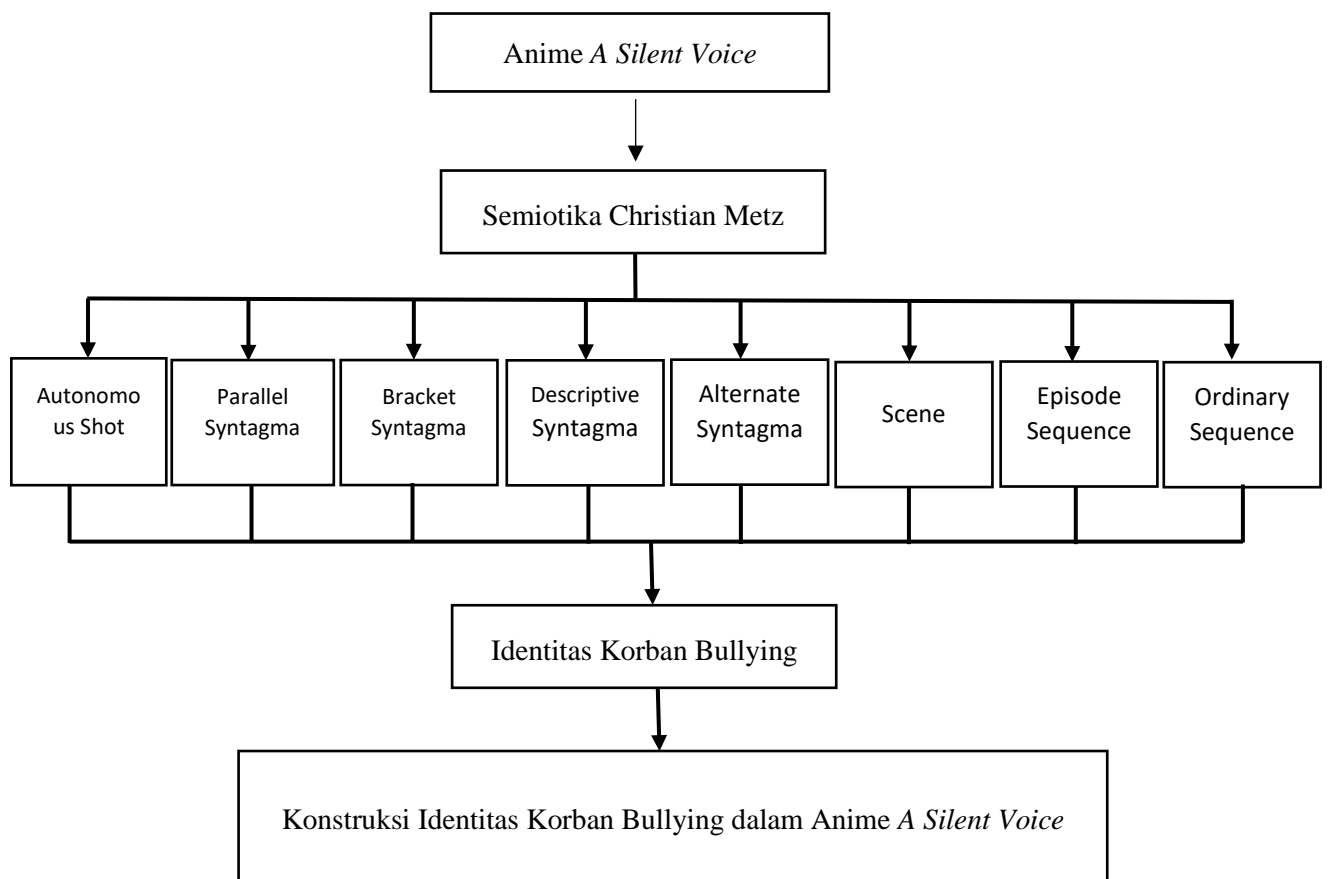 Anime A Silent Voice
Semiotika Christian Metz
Autonomo
us Shot
Parallel
Syntagma
Bracket
Syntagma
Descriptive
Syntagma
Alternate
Syntagma
Scene
Episode
Sequence
Ordinary
Sequence
Identitas Korban Bullying
Konstruksi Identitas Korban Bullying dalam Anime A Silent Voice